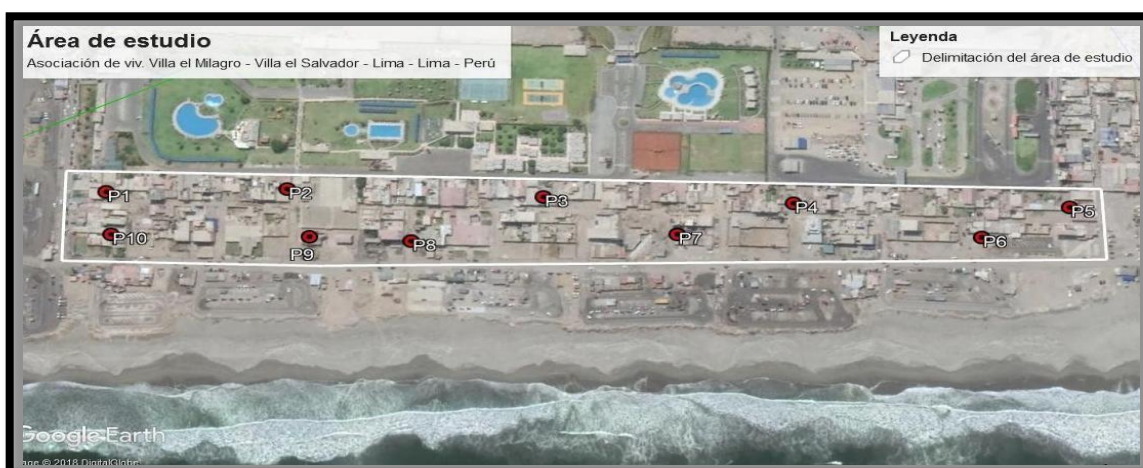 Área de estudio
Asociación de viv. Villa el Milagro - Villa el Salvador - Lima - Lima - Perú
Leyenda
Delimitación del área de estudio
P1
P2
P3
P4
P5
P10
P9
P8
P7
P6
Google Earth
© 2018 DigitalGlobe